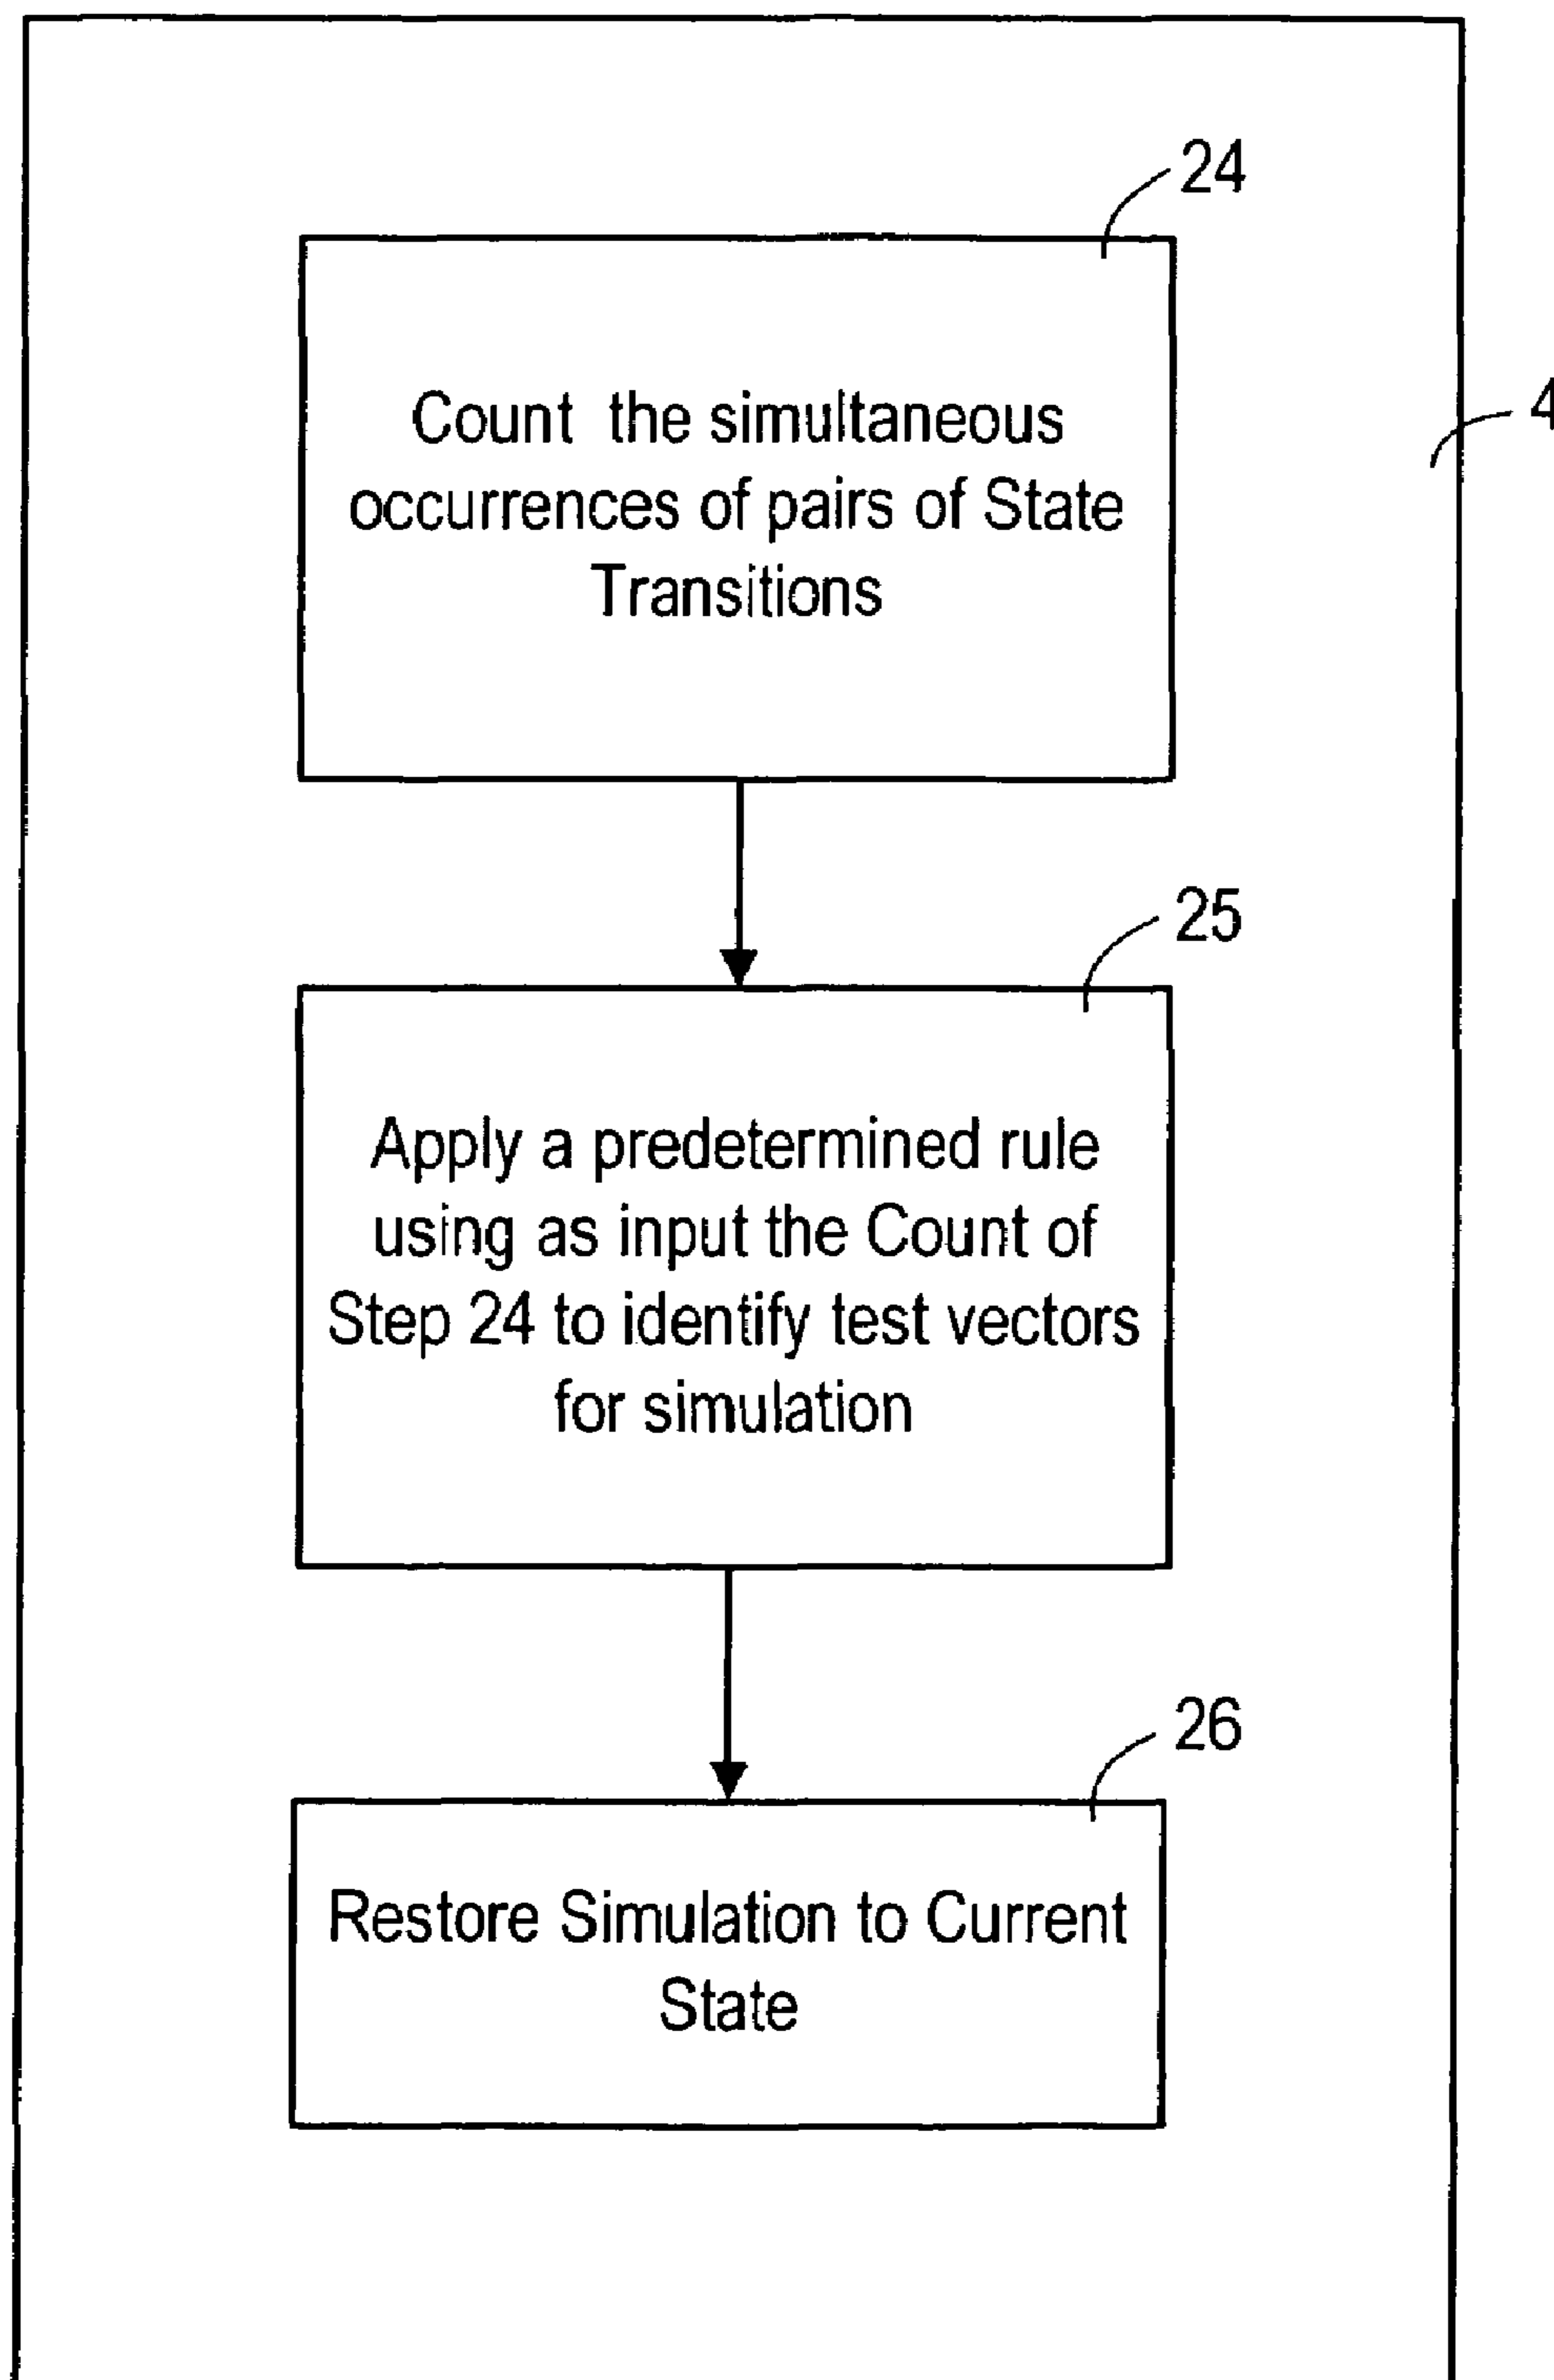 24
Count the simultaneous
occurrences of pairs of State
Transitions
4
25
Apply a predetermined rule
using as input the Count of
Step 24 to identify test vectors
for simulation
26
Restore Simulation to Current
State